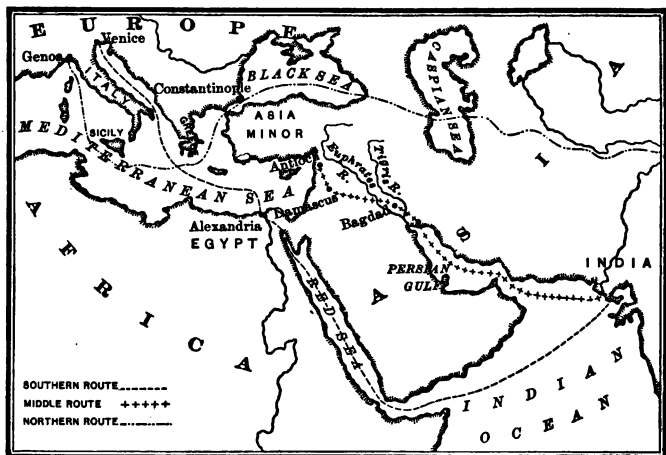 EUROPE
Venice
Genoa
ITALY
BLACK SEA
CASPIAN SEA
ASIA
Constantinople
ASIA
MINOR
SICILY
GREECE
MEDITERRANEAN SEA
Antioch
Euphrates R.
Tigris R.
Damascus
Bagdad
Alexandria
EGYPT
AFRICA
INDIA
PERSIAN
GULF
RED SEA
INDIAN
OCEAN
SOUTHERN ROUTE
MIDDLE ROUTE
NORTHERN ROUTE